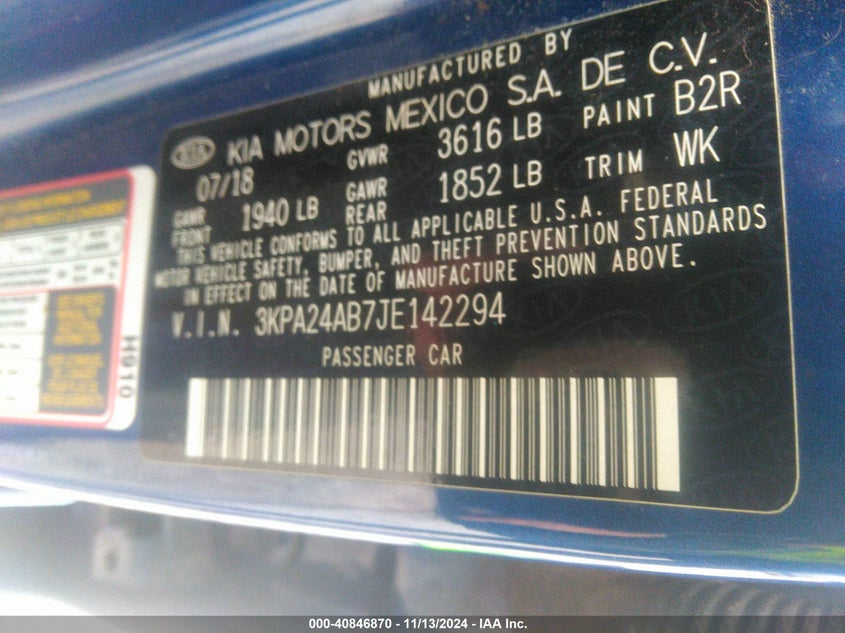 MANUFACTURED BY
KIA KIA MOTORS MEXICO S.A. DE C.V.
07/18 GVWR 3616 LB PAINT B2R
GAWR FRONT 1940 LB GAWR REAR 1852 LB TRIM WK
THIS VEHICLE CONFORMS TO ALL APPLICABLE U.S.A. FEDERAL
MOTOR VEHICLE SAFETY, BUMPER, AND THEFT PREVENTION STANDARDS
IN EFFECT ON THE DATE OF MANUFACTURE SHOWN ABOVE.
V.I.N. 3KPA24AB7JE142294
PASSENGER CAR
H910
000-40846870 - 11/13/2024 - IAA Inc.